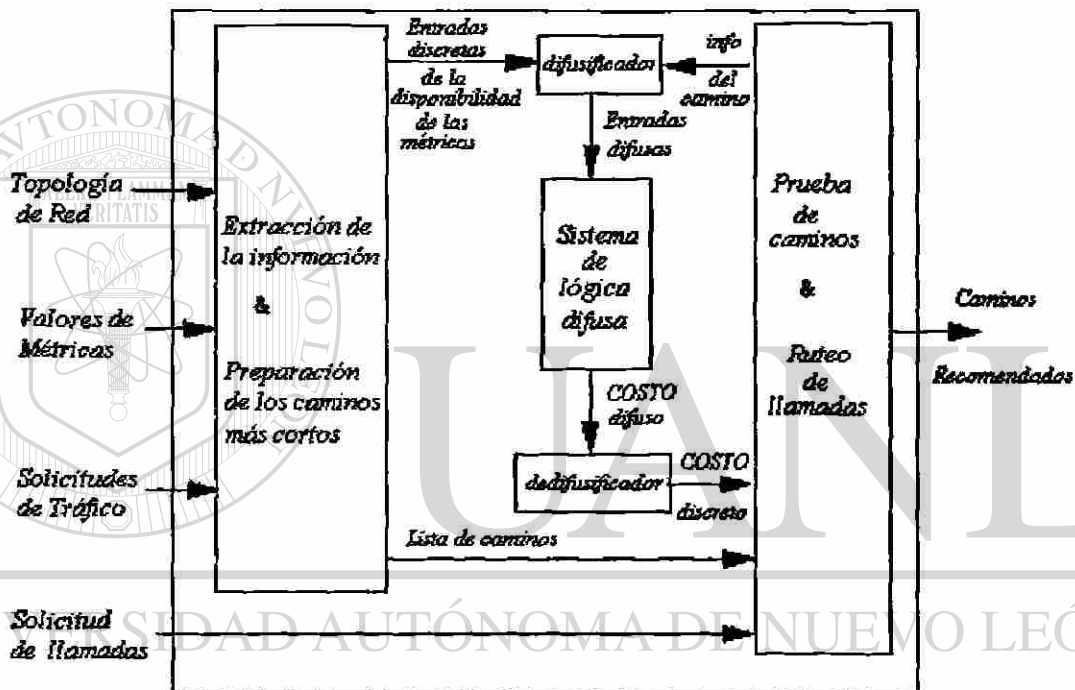 Entradas
discretas
de la
disponibilidad
de las
métricas
difusificador
info
del
camino
Entradas
difusas
Topología
de Red
Extracción de
la información
&
Preparación
de los caminos
más cortos
Sistema
de
lógica
difusa
Prueba
de
caminos
&
Ruteo
de
llamadas
Valores de
Métricas
Caminos
Recomendados
COSTO
difuso
Solicitudes
de Tráfico
dedifusificador
COSTO
discreto
Lista de caminos
Solicitud
de llamadas
UANL
UNIVERSIDAD AUTÓNOMA DE NUEVO LEÓ
VERITATIS